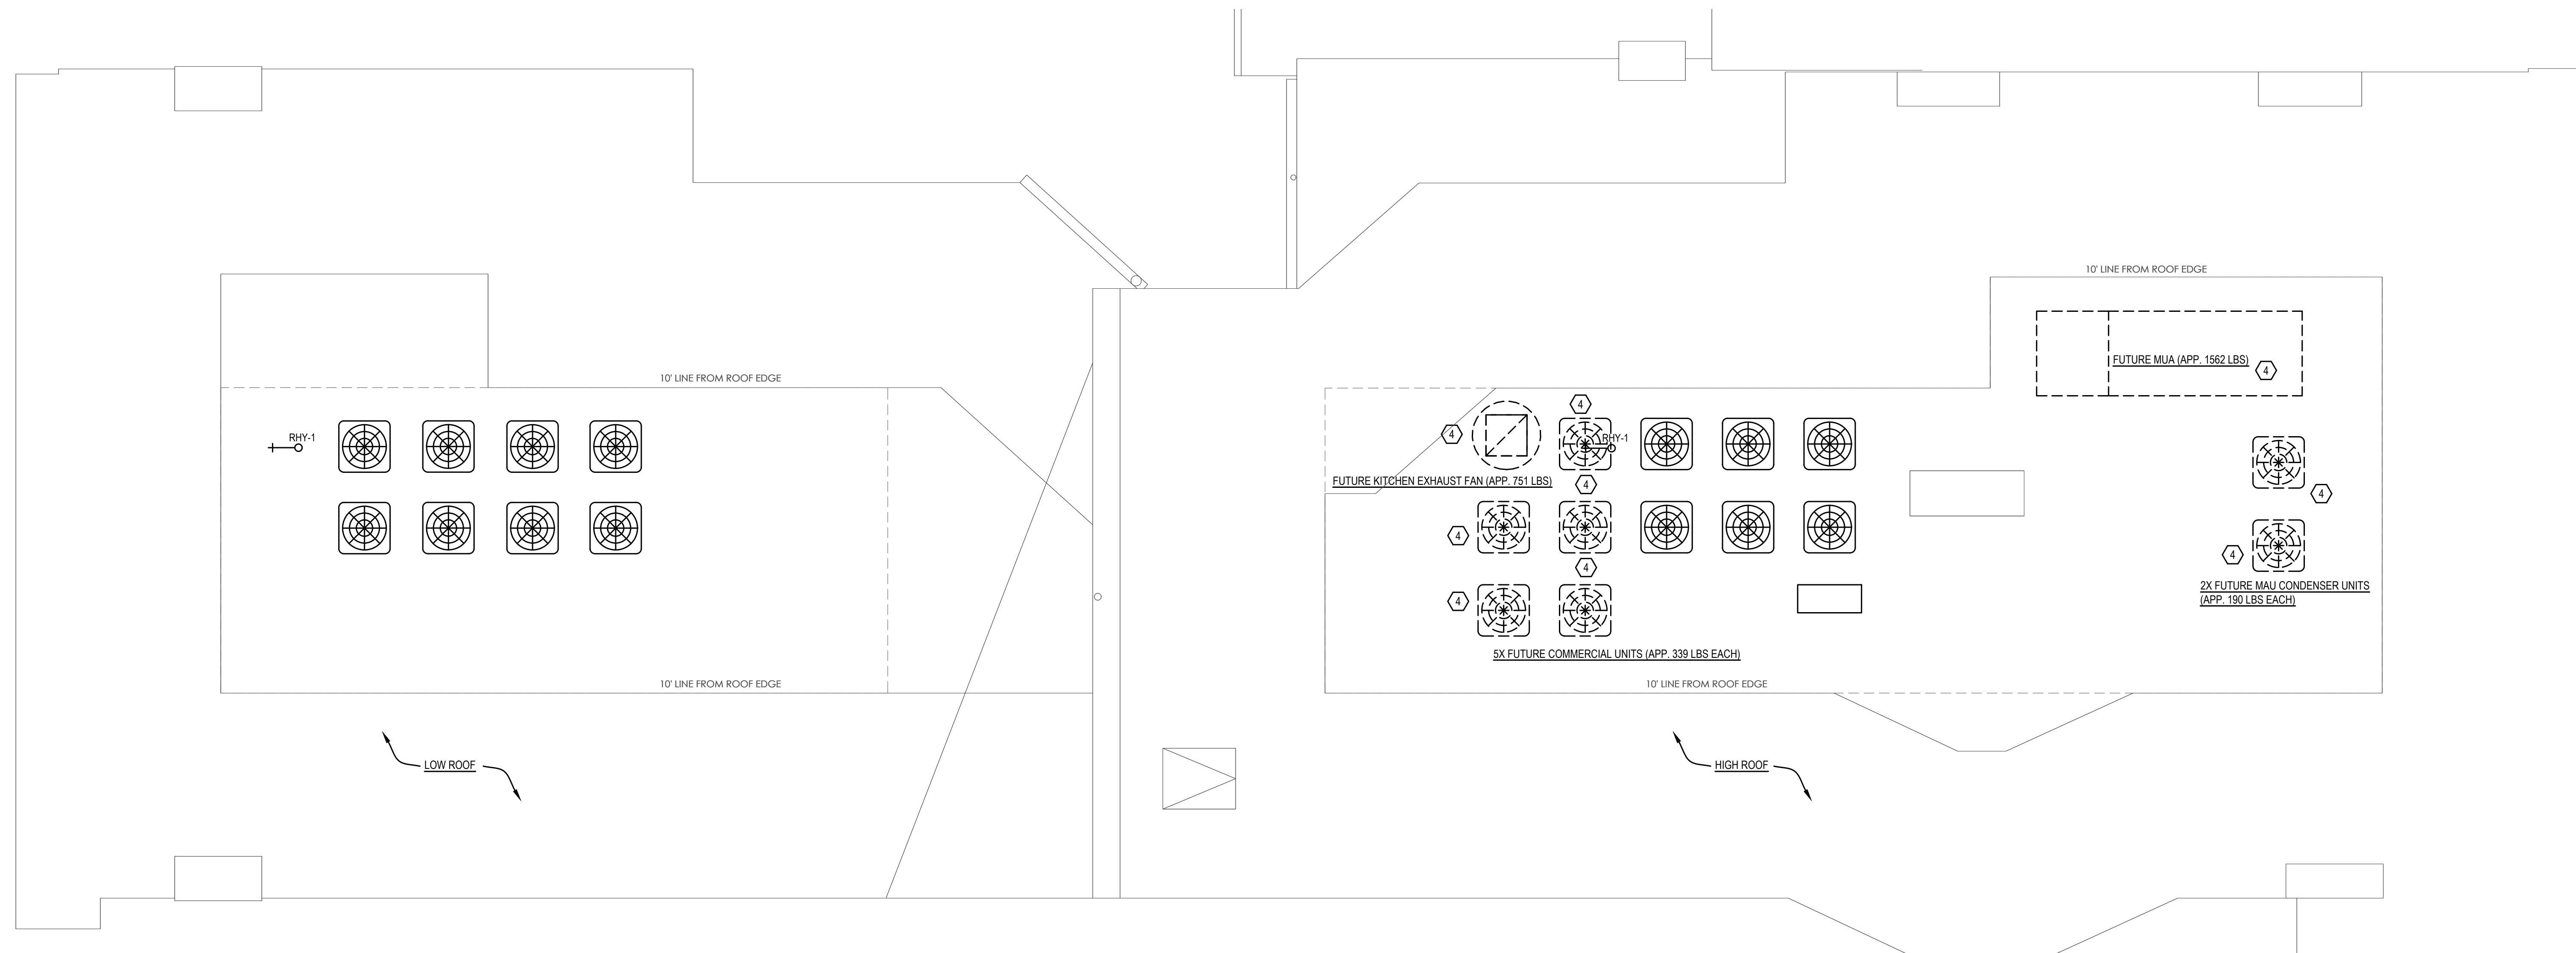 10' LINE FROM ROOF EDGE
10' LINE FROM ROOF EDGE
FUTURE MUA (APP. 1562 LBS)
4
4
4
RHY-1
RHY-1
FUTURE KITCHEN EXHAUST FAN (APP. 751 LBS)
4
4
4
4
4
4
2X FUTURE MAU CONDENSER UNITS
(APP. 190 LBS EACH)
4
5X FUTURE COMMERCIAL UNITS (APP. 339 LBS EACH)
10' LINE FROM ROOF EDGE
10' LINE FROM ROOF EDGE
LOW ROOF
HIGH ROOF